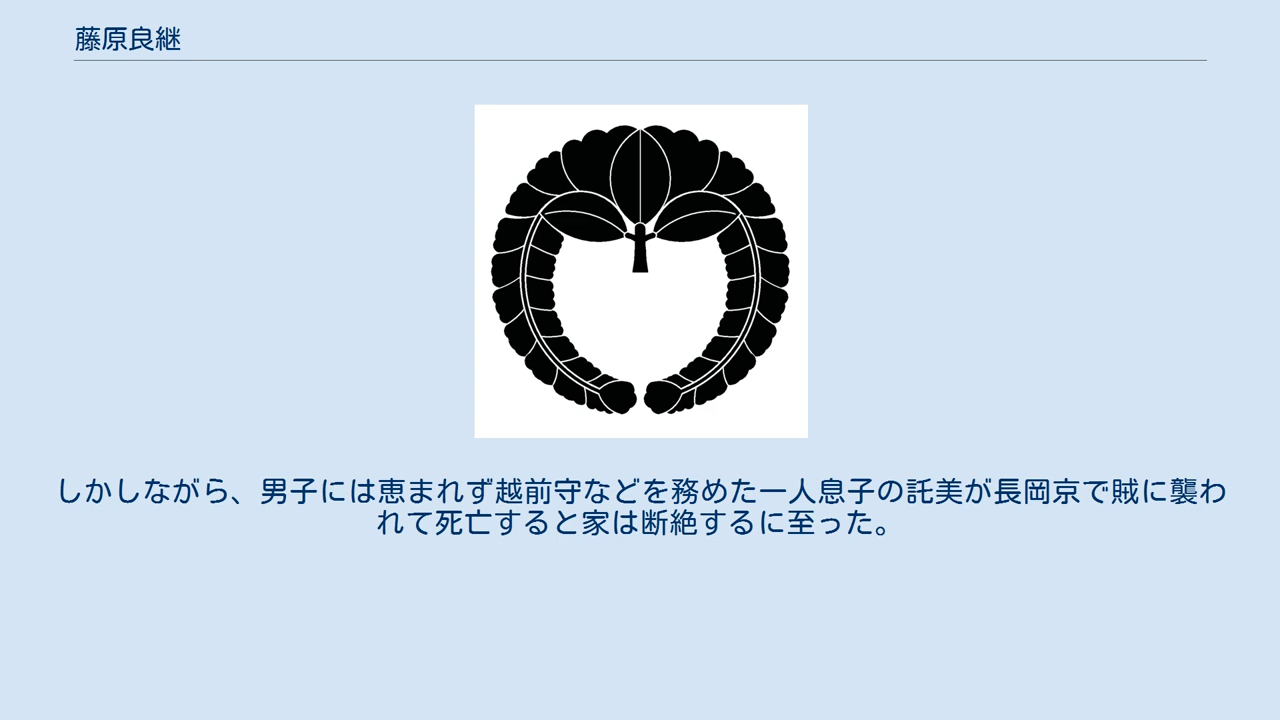 藤原良継
しかしながら、男子には恵まれず越前守などを務めた一人息子の託美が長岡京で賊に襲わ
れて死亡すると家は断絶するに至った。